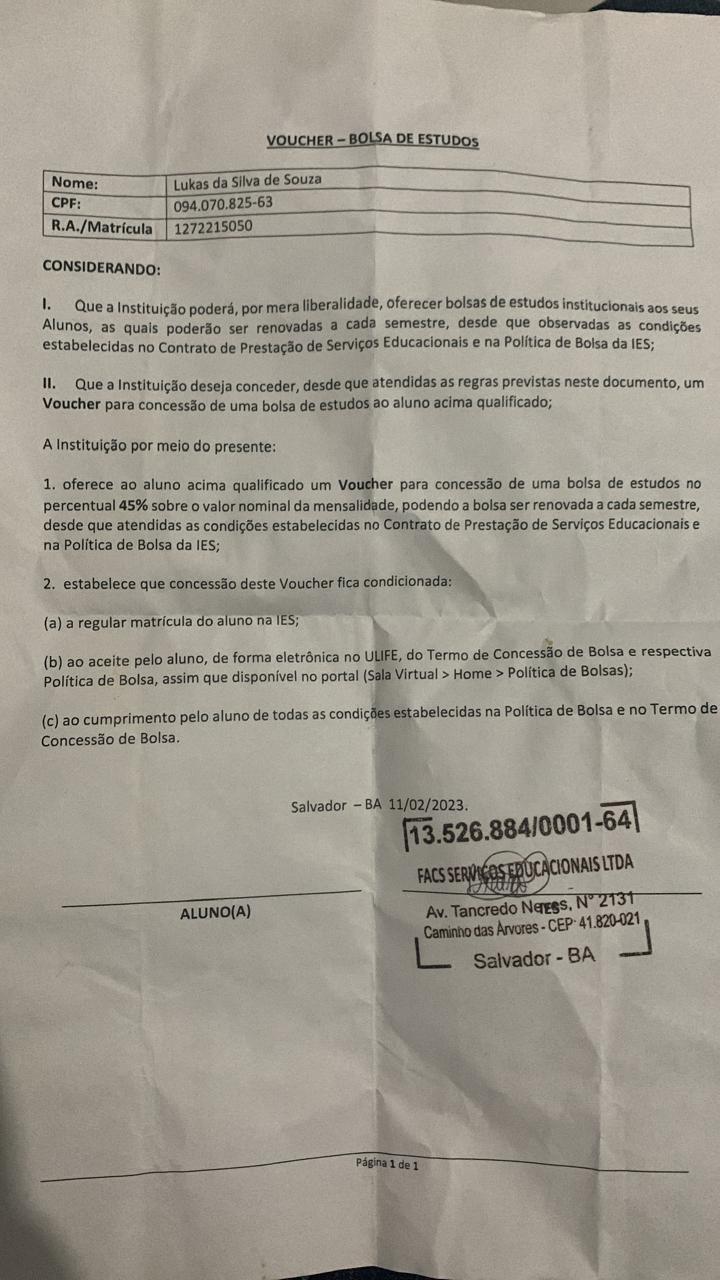 VOUCHER – BOLSA DE ESTUDOS
Nome: Lukas da Silva de Souza
CPF: 094.070.825-63
R.A./Matrícula 1272215050
CONSIDERANDO:
I. Que a Instituição poderá, por mera liberalidade, oferecer bolsas de estudos institucionais aos seus
Alunos, as quais poderão ser renovadas a cada semestre, desde que observadas as condições
estabelecidas no Contrato de Prestação de Serviços Educacionais e na Política de Bolsa da IES;
II. Que a Instituição deseja conceder, desde que atendidas as regras previstas neste documento, um
Voucher para concessão de uma bolsa de estudos ao aluno acima qualificado;
A Instituição por meio do presente:
1. oferece ao aluno acima qualificado um Voucher para concessão de uma bolsa de estudos no
percentual 45% sobre o valor nominal da mensalidade, podendo a bolsa ser renovada a cada semestre,
desde que atendidas as condições estabelecidas no Contrato de Prestação de Serviços Educacionais e
na Política de Bolsa da IES;
2. estabelece que concessão deste Voucher fica condicionada:
(a) a regular matrícula do aluno na IES;
(b) ao aceite pelo aluno, de forma eletrônica no ULIFE, do Termo de Concessão de Bolsa e respectiva
Política de Bolsa, assim que disponível no portal (Sala Virtual > Home > Política de Bolsas);
(c) ao cumprimento pelo aluno de todas as condições estabelecidas na Política de Bolsa e no Termo de
Concessão de Bolsa.
Salvador – BA 11/02/2023.
13.526.884/0001-64
FACS SERVIÇOS EDUCACIONAIS LTDA
ALUNO(A)
Av. Tancredo Neves, Nº 2131
IES
Caminho das Árvores - CEP 41.820-021
Salvador - BA
Página 1 de 1